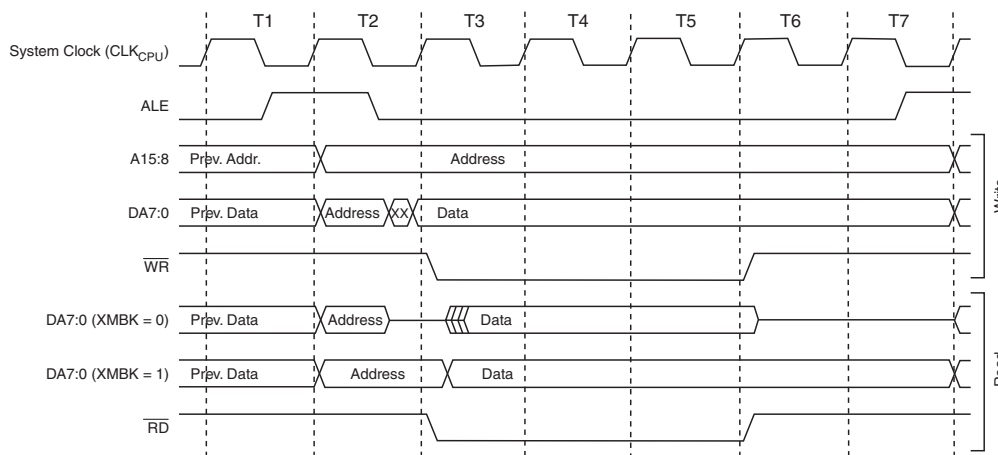 T1 T2 T3 T4 T5 T6 T7
System Clock (CLKCPU)
ALE
A15:8 Prev. Addr. Address
DA7:0 Prev. Data Address XX Data
WR
Write
DA7:0 (XMBK = 0) Prev. Data Address Data
DA7:0 (XMBK = 1) Prev. Data Address Data
Read
RD